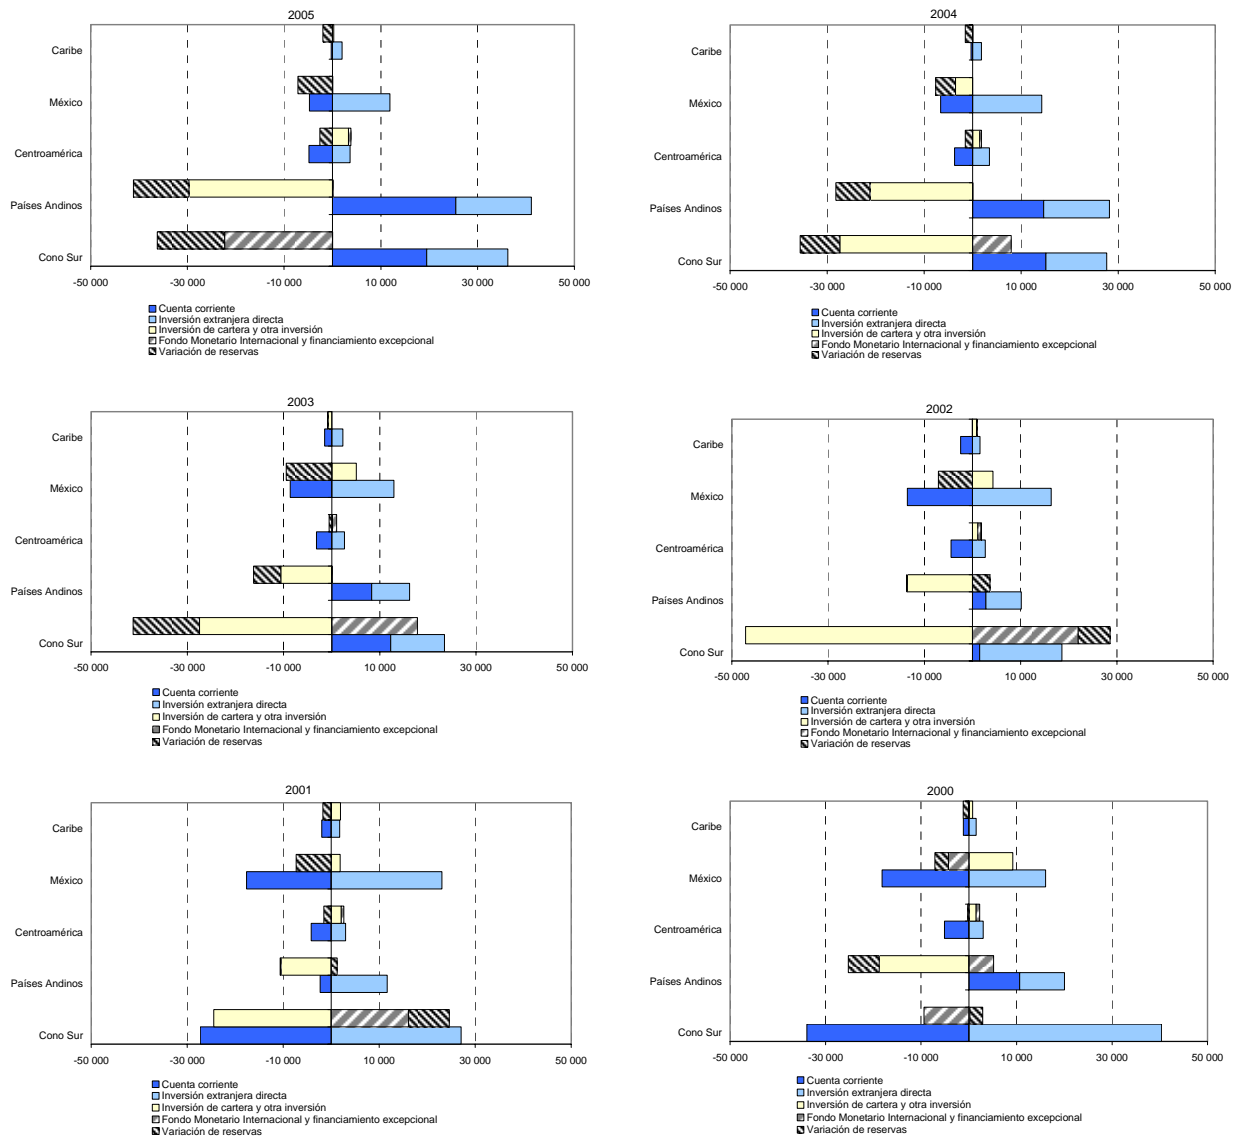 2005
Caribe
México
Centroamérica
Países Andinos
Cono Sur
-50 000 -30 000 -10 000 10 000 30 000 50 000
Cuenta corriente
Inversión extranjera directa
Inversión de cartera y otra inversión
Fondo Monetario Internacional y financiamiento excepcional
Variación de reservas
2004
Caribe
México
Centroamérica
Países Andinos
Cono Sur
-50 000 -30 000 -10 000 10 000 30 000 50 000
Cuenta corriente
Inversión extranjera directa
Inversión de cartera y otra inversión
Fondo Monetario Internacional y financiamiento excepcional
Variación de reservas
2003
Caribe
México
Centroamérica
Países Andinos
Cono Sur
-50 000 -30 000 -10 000 10 000 30 000 50 000
Cuenta corriente
Inversión extranjera directa
Inversión de cartera y otra inversión
Fondo Monetario Internacional y financiamiento excepcional
Variación de reservas
2002
Caribe
México
Centroamérica
Países Andinos
Cono Sur
-50 000 -30 000 -10 000 10 000 30 000 50 000
Cuenta corriente
Inversión extranjera directa
Inversión de cartera y otra inversión
Fondo Monetario Internacional y financiamiento excepcional
Variación de reservas
2001
Caribe
México
Centroamérica
Países Andinos
Cono Sur
-50 000 -30 000 -10 000 10 000 30 000 50 000
Cuenta corriente
Inversión extranjera directa
Inversión de cartera y otra inversión
Fondo Monetario Internacional y financiamiento excepcional
Variación de reservas
2000
Caribe
México
Centroamérica
Países Andinos
Cono Sur
-50 000 -30 000 -10 000 10 000 30 000 50 000
Cuenta corriente
Inversión extranjera directa
Inversión de cartera y otra inversión
Fondo Monetario Internacional y financiamiento excepcional
Variación de reservas